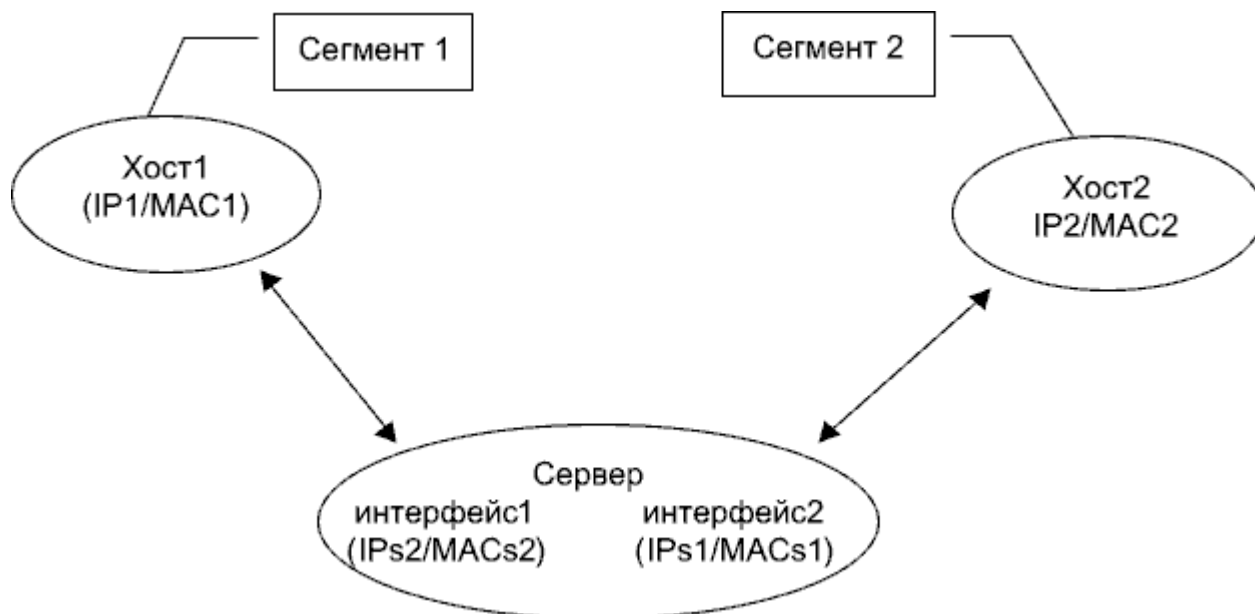 Сегмент 1
Сегмент 2
Хост1
(IP1/MAC1)
Хост2
IP2/MAC2
Сервер
интерфейс1
(IPs2/MACs2)
интерфейс2
(IPs1/MACs1)